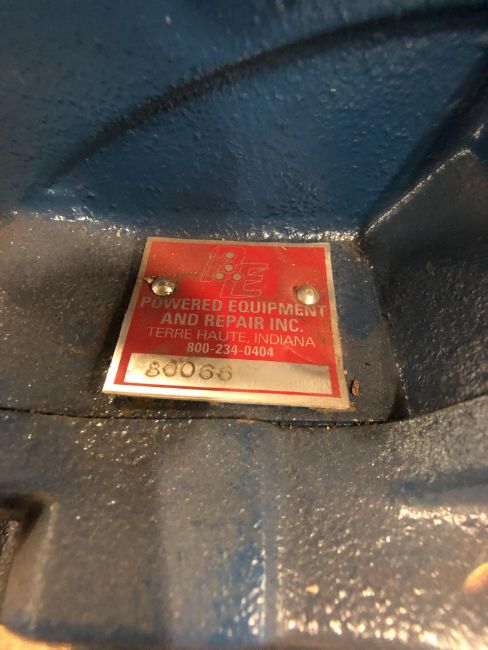 PE
POWERED EQUIPMENT
AND REPAIR INC.
TERRE HAUTE, INDIANA
800-234-0404
80066